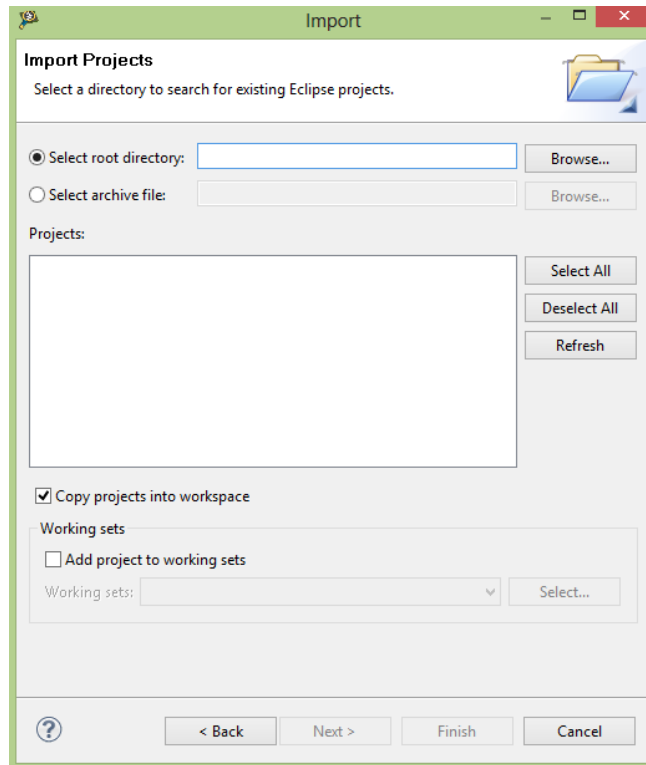 Import
Import Projects
Select a directory to search for existing Eclipse projects.
Select root directory: Browse...
Select archive file: Browse...
Projects:
Select All
Deselect All
Refresh
Copy projects into workspace
Working sets
Add project to working sets
Working sets: Select...
? < Back Next > Finish Cancel